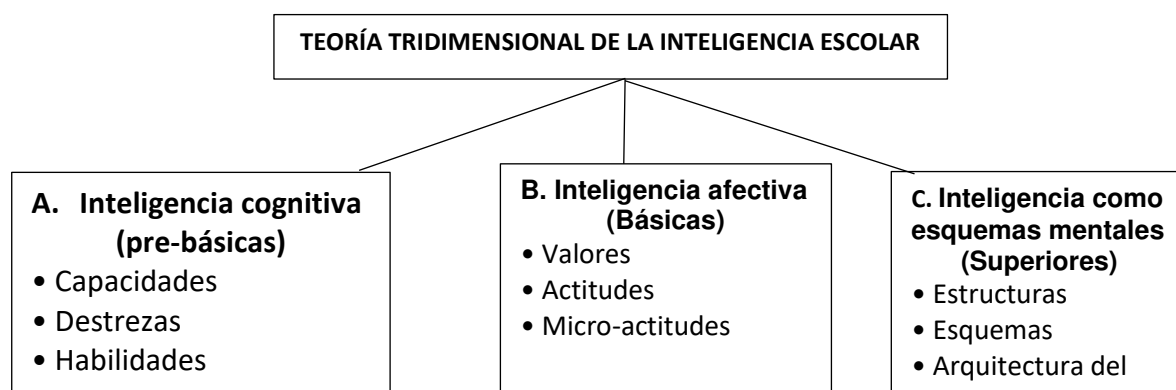 TEORÍA TRIDIMENSIONAL DE LA INTELIGENCIA ESCOLAR
A. Inteligencia cognitiva
(pre-básicas)
• Capacidades
• Destrezas
• Habilidades
B. Inteligencia afectiva
(Básicas)
• Valores
• Actitudes
• Micro-actitudes
C. Inteligencia como
esquemas mentales
(Superiores)
• Estructuras
• Esquemas
• Arquitectura del